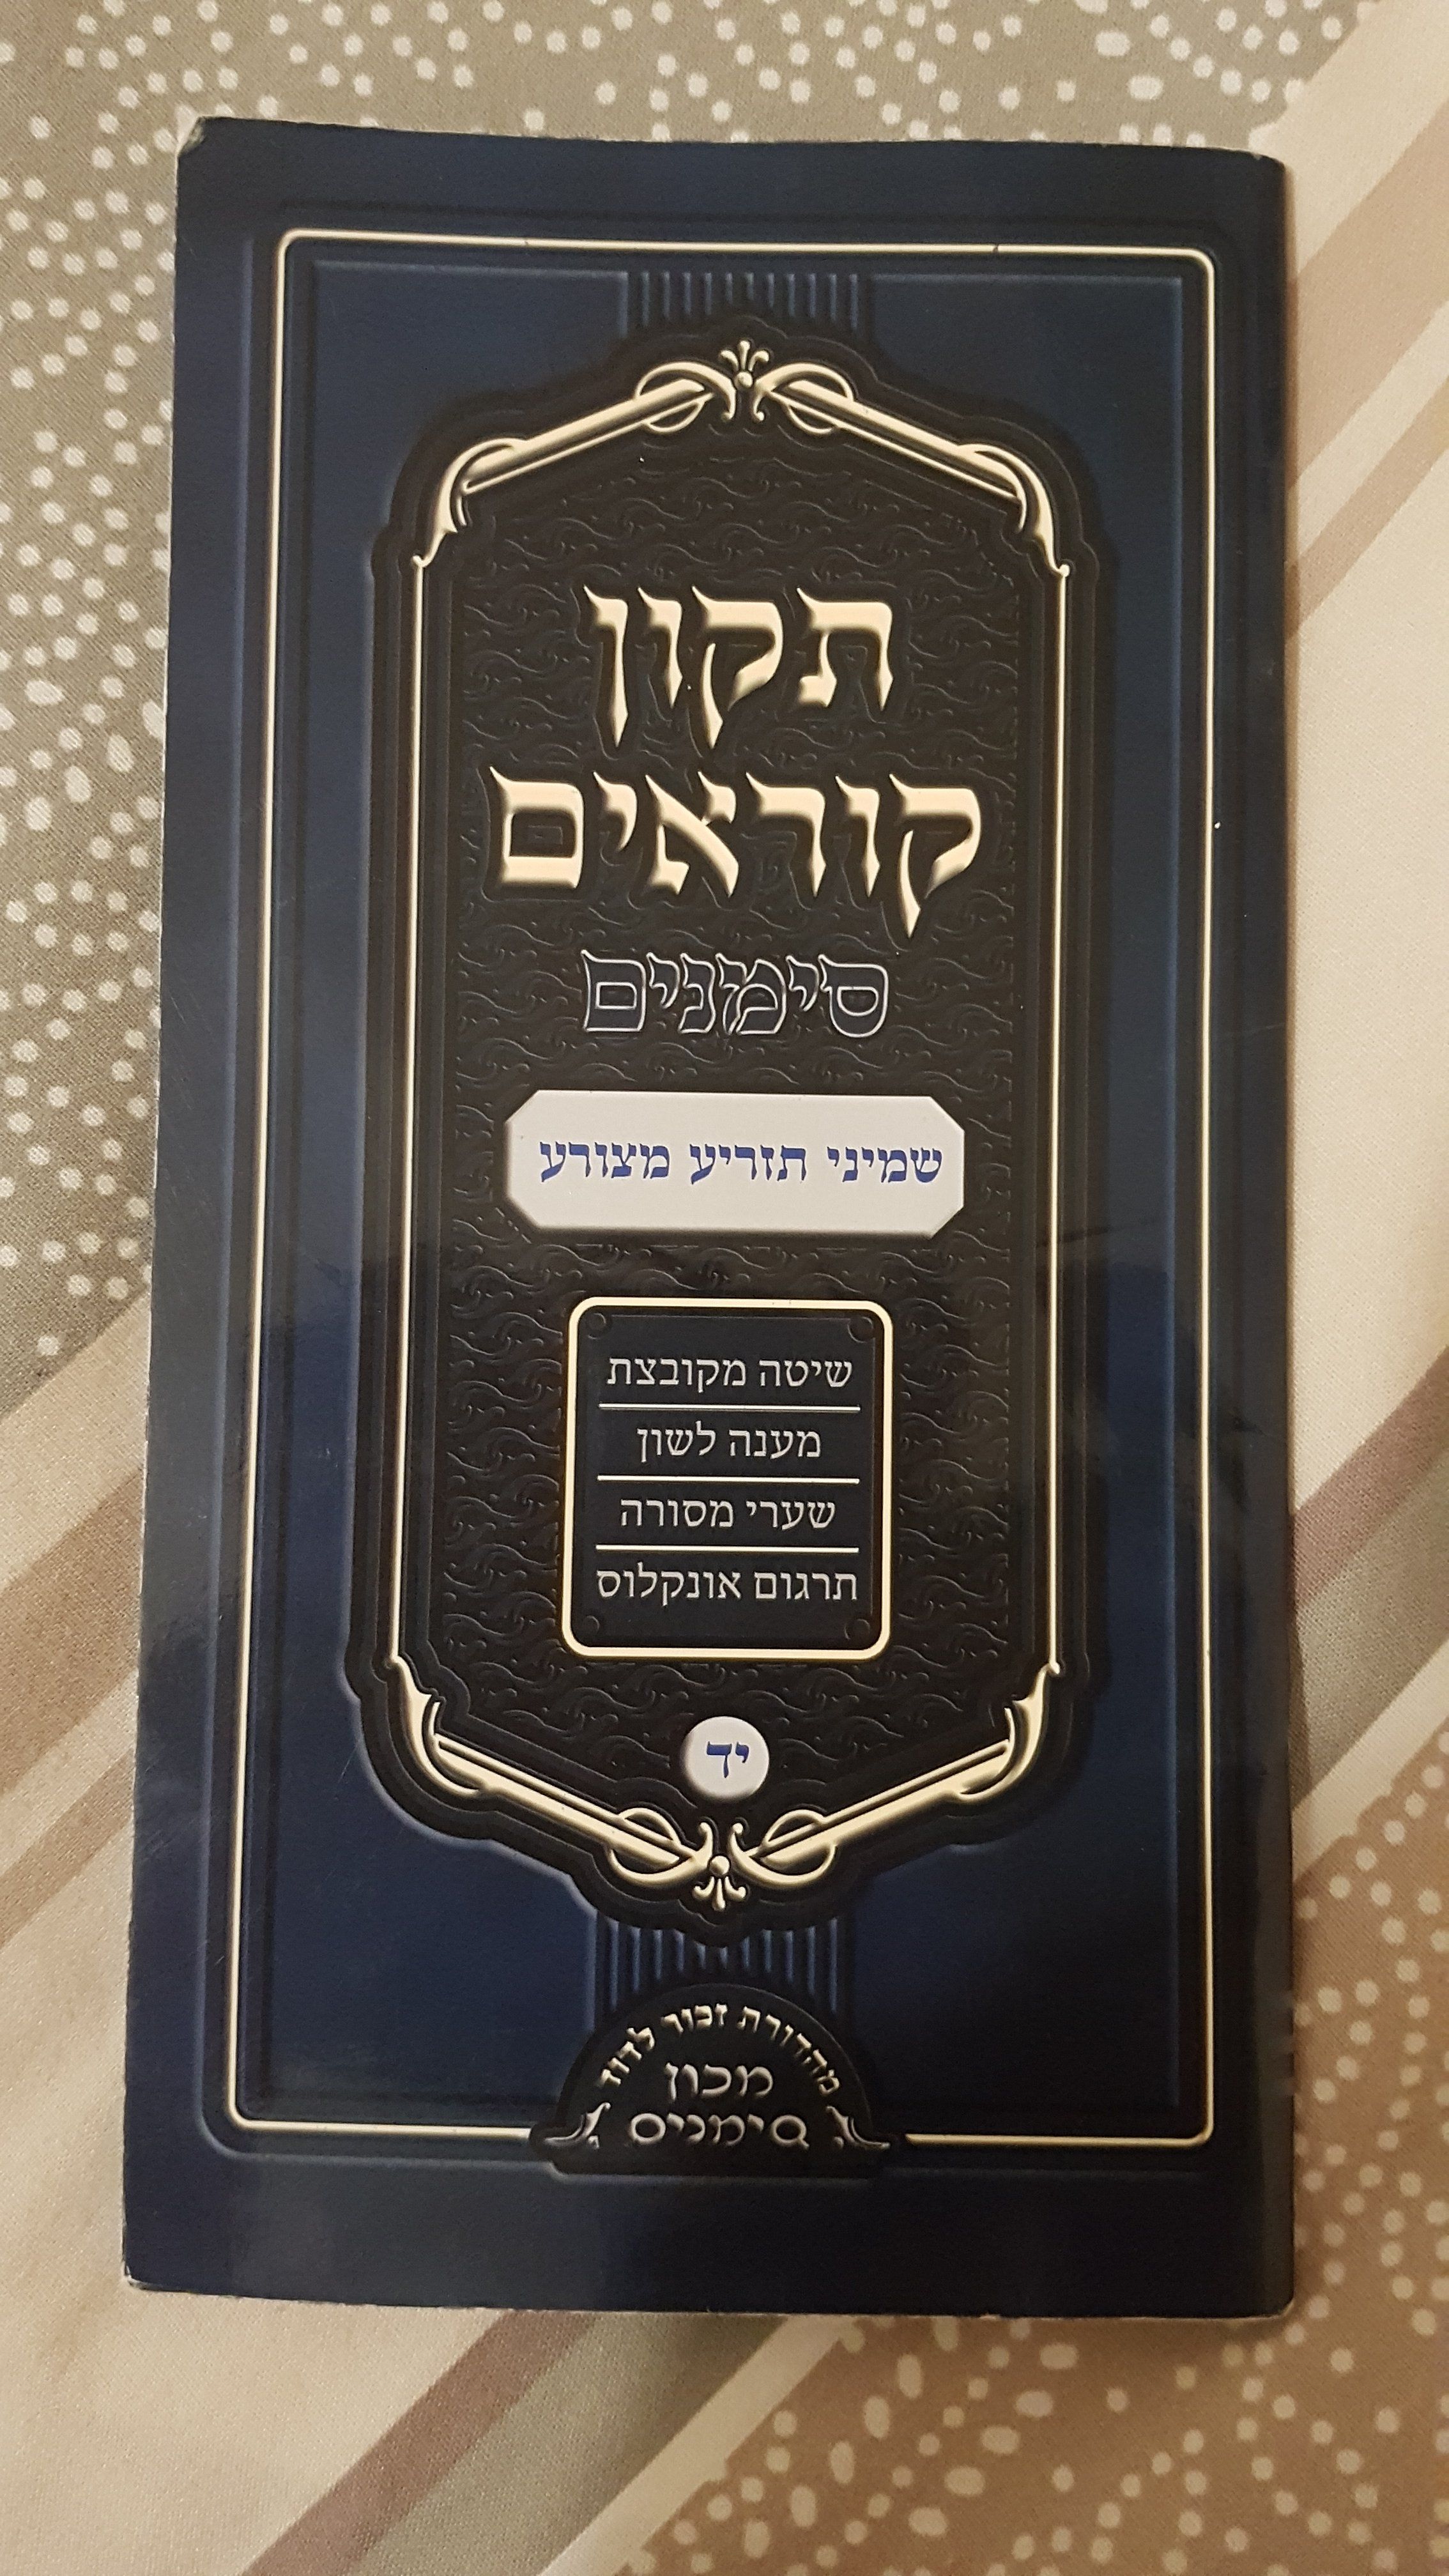 תקון
קוראים
סימנים
שמיני תזריע מצורע
שיטה מקובצת
מענה לשון
שערי מסורה
תרגום אונקלוס
יד
מהדורת זכור לדוד
מכון
סימנים